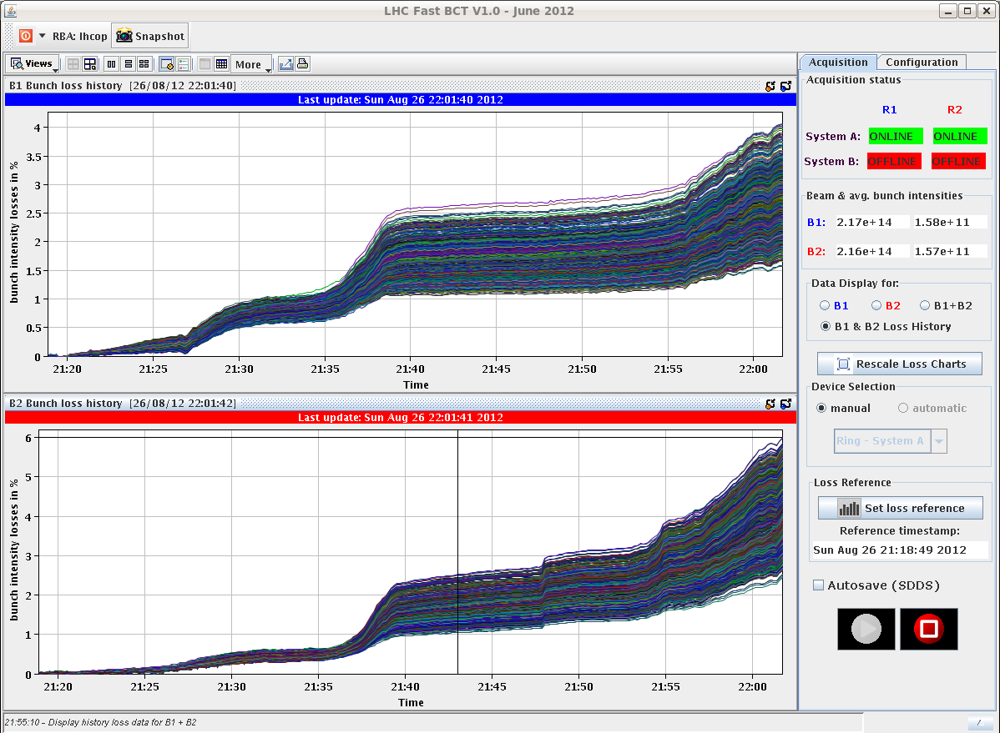 LHC Fast BCT V1.0 - June 2012
RBA: lhcop
Snapshot
Views
More
B1 Bunch loss history [26/08/12 22:01:40]
Last update: Sun Aug 26 22:01:40 2012
bunch intensity losses in %
4
3.5
3
2.5
2
1.5
1
0.5
0
21:20 21:25 21:30 21:35 21:40 21:45 21:50 21:55 22:00
Time
B2 Bunch loss history [26/08/12 22:01:42]
Last update: Sun Aug 26 22:01:41 2012
bunch intensity losses in %
6
5
4
3
2
1
0
21:20 21:25 21:30 21:35 21:40 21:45 21:50 21:55 22:00
Time
21:55:10 - Display history loss data for B1 + B2
Acquisition Configuration
Acquisition status
R1 R2
System A: ONLINE ONLINE
System B: OFFLINE OFFLINE
Beam & avg. bunch intensities
B1: 2.17e+14 1.58e+11
B2: 2.16e+14 1.57e+11
Data Display for:
B1 B2 B1+B2
B1 & B2 Loss History
Rescale Loss Charts
Device Selection
manual automatic
Ring - System A
Loss Reference
Set loss reference
Reference timestamp:
Sun Aug 26 21:18:49 2012
Autosave (SDDS)